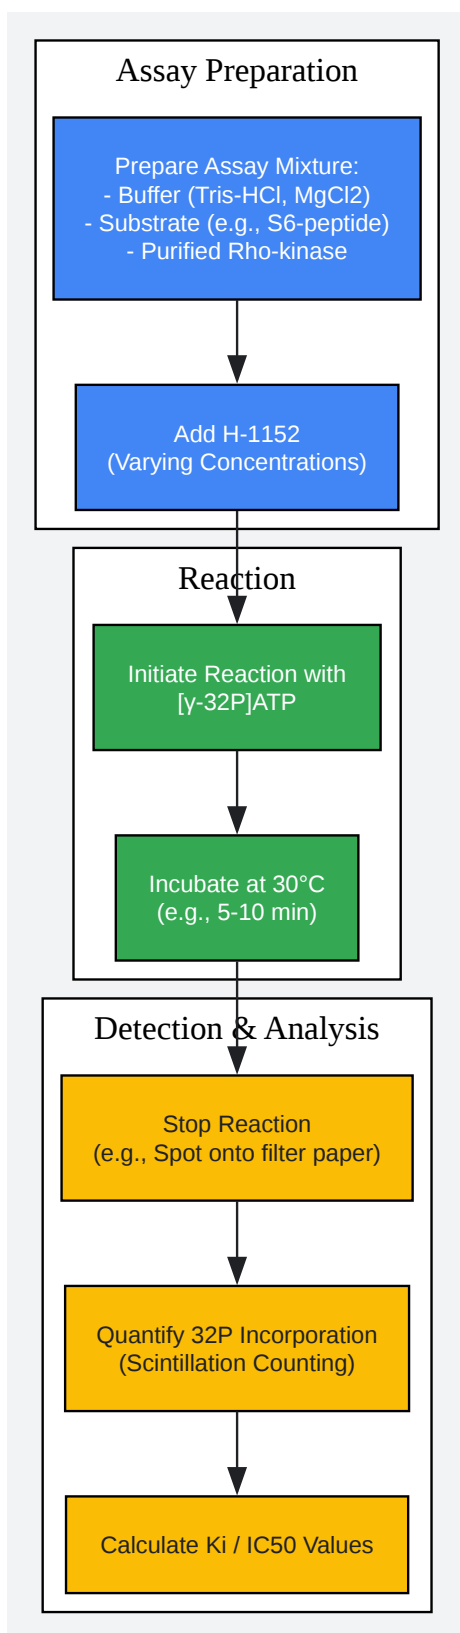 Assay Preparation
Prepare Assay Mixture:
- Buffer (Tris-HCl, MgCl2)
- Substrate (e.g., S6-peptide)
- Purified Rho-kinase
Add H-1152
(Varying Concentrations)
Reaction
Initiate Reaction with
[γ-32P]ATP
Incubate at 30°C
(e.g., 5-10 min)
Detection & Analysis
Stop Reaction
(e.g., Spot onto filter paper)
Quantify 32P Incorporation
(Scintillation Counting)
Calculate Ki / IC50 Values